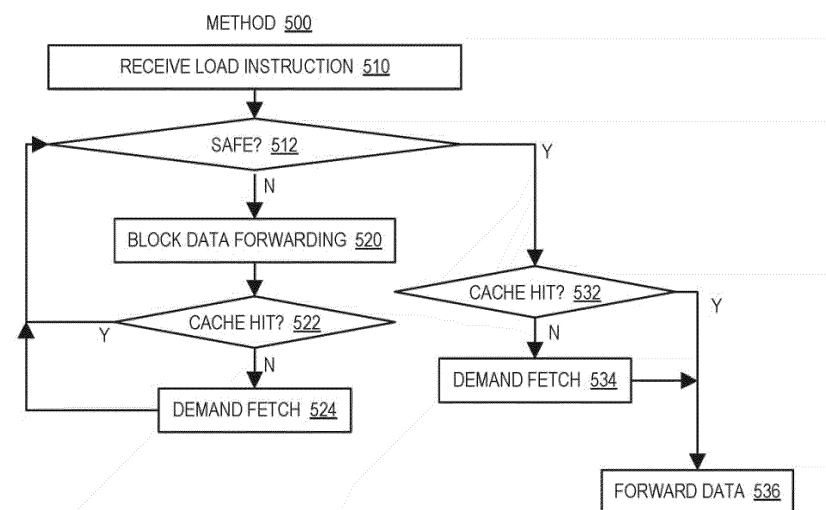 METHOD 500
RECEIVE LOAD INSTRUCTION 510
SAFE? 512
Y
N
BLOCK DATA FORWARDING 520
CACHE HIT? 532
Y
CACHE HIT? 522
Y
N
N
DEMAND FETCH 534
DEMAND FETCH 524
FORWARD DATA 536